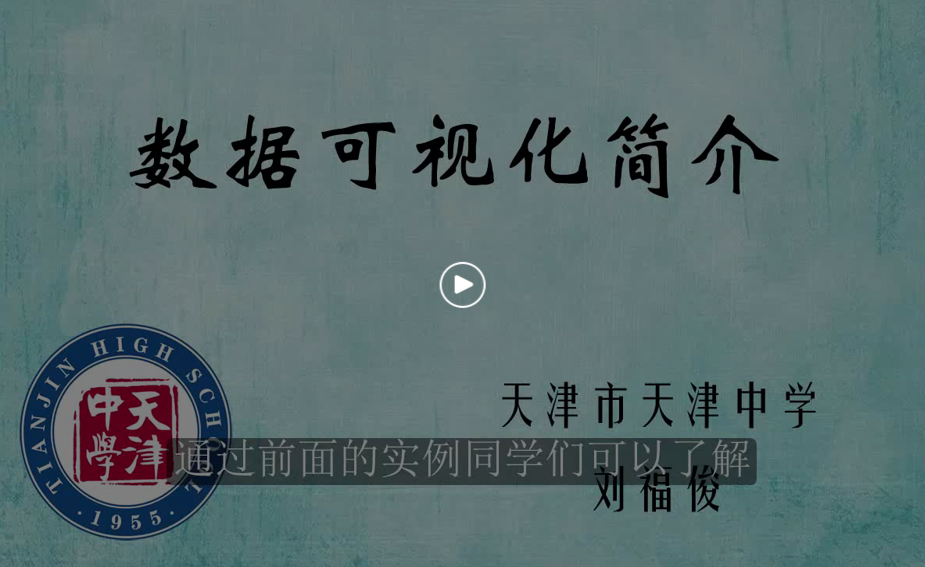 数据可视化简介
TIANJIN HIGH SCHOOL
天津
中學
·1955·
天津市天津中学
通过前面的实例同学们可以了解
刘福俊